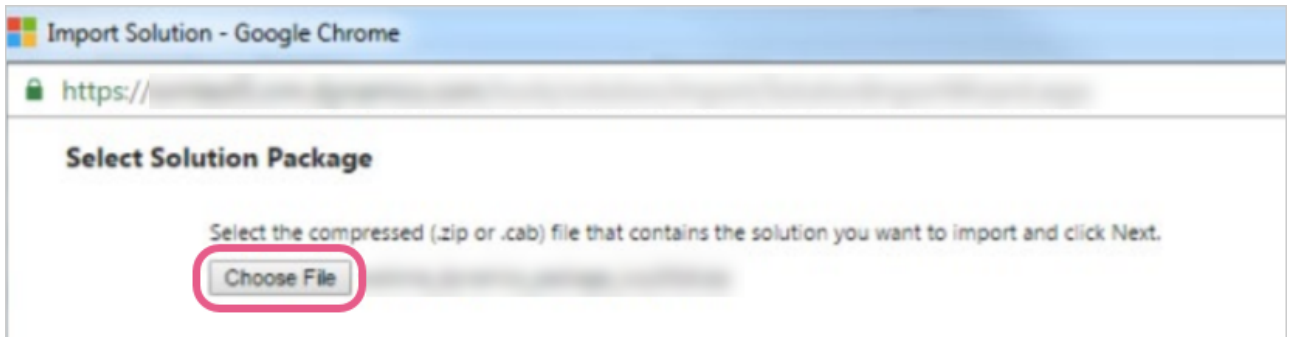 Import Solution - Google Chrome
https://
Select Solution Package
Select the compressed (.zip or .cab) file that contains the solution you want to import and click Next.
Choose File